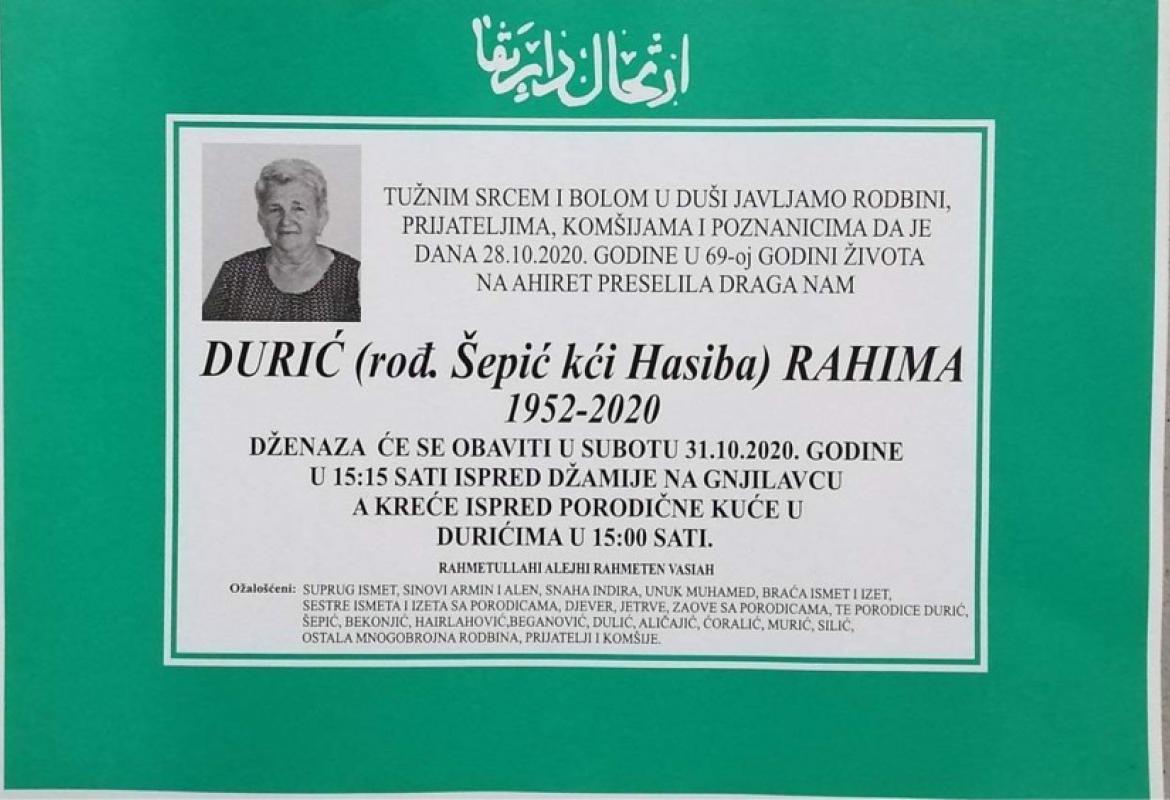 ارتحال دار بقا
TUŽNIM SRCEM I BOLOM U DUŠI JAVLJAMO RODBINI,
PRIJATELJIMA, KOMŠIJAMA I POZNANICIMA DA JE
DANA 28.10.2020. GODINE U 69-oj GODINI ŽIVOTA
NA AHIRET PRESELILA DRAGA NAM
DURIĆ (rođ. Šepić kći Hasiba) RAHIMA
1952-2020
DŽENAZA ĆE SE OBAVITI U SUBOTU 31.10.2020. GODINE
U 15:15 SATI ISPRED DŽAMIJE NA GNJILAVCU
A KREĆE ISPRED PORODIČNE KUĆE U
DURIĆIMA U 15:00 SATI.
RAHMETULLAHI ALEJHI RAHMETEN VASIAH
Ožalošćeni: SUPRUG ISMET, SINOVI ARMIN I ALEN, SNAHA INDIRA, UNUK MUHAMED, BRAĆA ISMET I IZET,
SESTRE ISMETA I IZETA SA PORODICAMA, DJEVER, JETRVE, ZAOVE SA PORODICAMA, TE PORODICE DURIĆ,
ŠEPIĆ, BEKONJIĆ, HAIRLAHOVIĆ,BEGANOVIĆ, DULIĆ, ALIČAJIĆ, ĆORALIĆ, MURIĆ, SILIĆ,
OSTALA MNOGOBROJNA RODBINA, PRIJATELJI I KOMŠIJE.